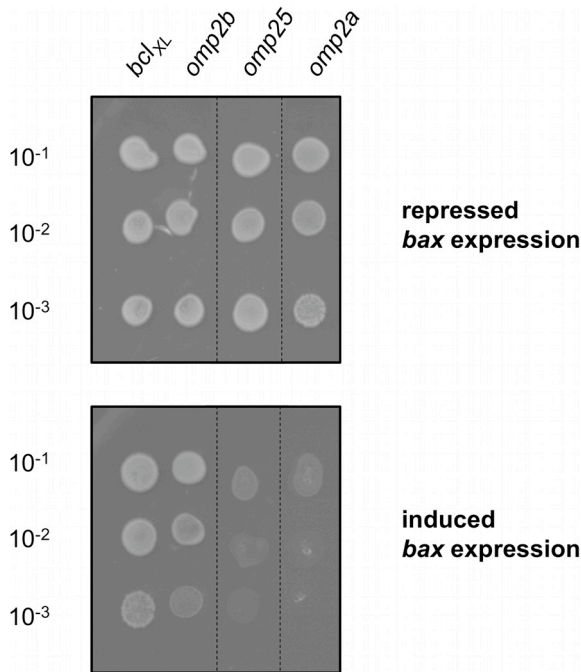 bcl_XL omp2b omp25 omp2a
10⁻¹
10⁻²
10⁻³
repressed
bax expression
10⁻¹
10⁻²
10⁻³
induced
bax expression